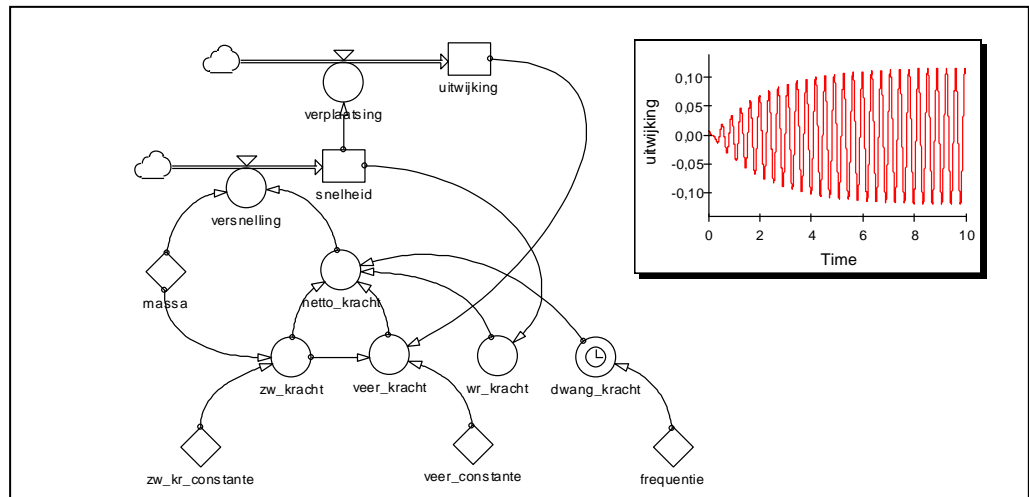 uitwijking
verplaatsing
snelheid
versnelling
massa
netto_kracht
zw_kracht
veer_kracht
wr_kracht
dwang_kracht
zw_kr_constante
veer_constante
frequentie
uitwijking
0,10
0,05
0,00
-0,05
-0,10
0 2 4 6 8 10
Time